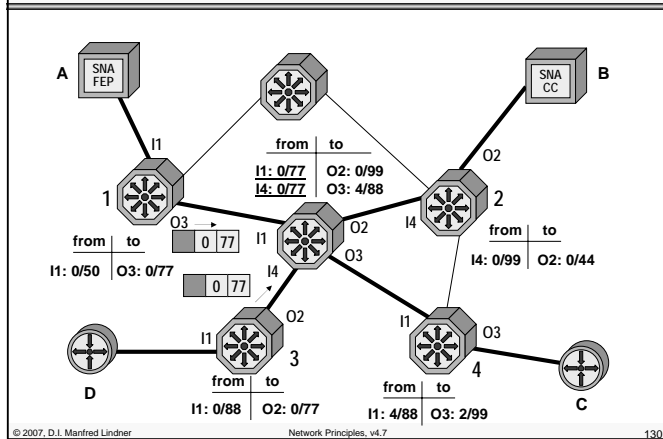 A
SNA
FEP
SNA
CC
B
I1
from to
I1: 0/77 O2: 0/99
I4: 0/77 O3: 4/88
O2
1
2
O3
0 77
I1
O2
I4
O3
I4
from to
I1: 0/50 O3: 0/77
from to
I4: 0/99 O2: 0/44
0 77
O2
I1
3
I1
O3
4
D
C
from to
I1: 0/88 O2: 0/77
from to
I1: 4/88 O3: 2/99
© 2007, D.I. Manfred Lindner Network Principles, v4.7 130